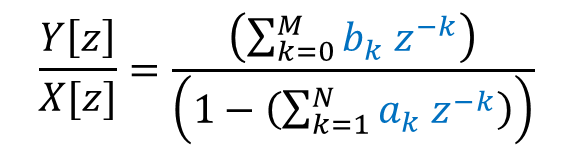 Y[z]/X[z] = (∑_{k=0}^{M} b_k z^{-k}) / (1 − (∑_{k=1}^{N} a_k z^{-k}))